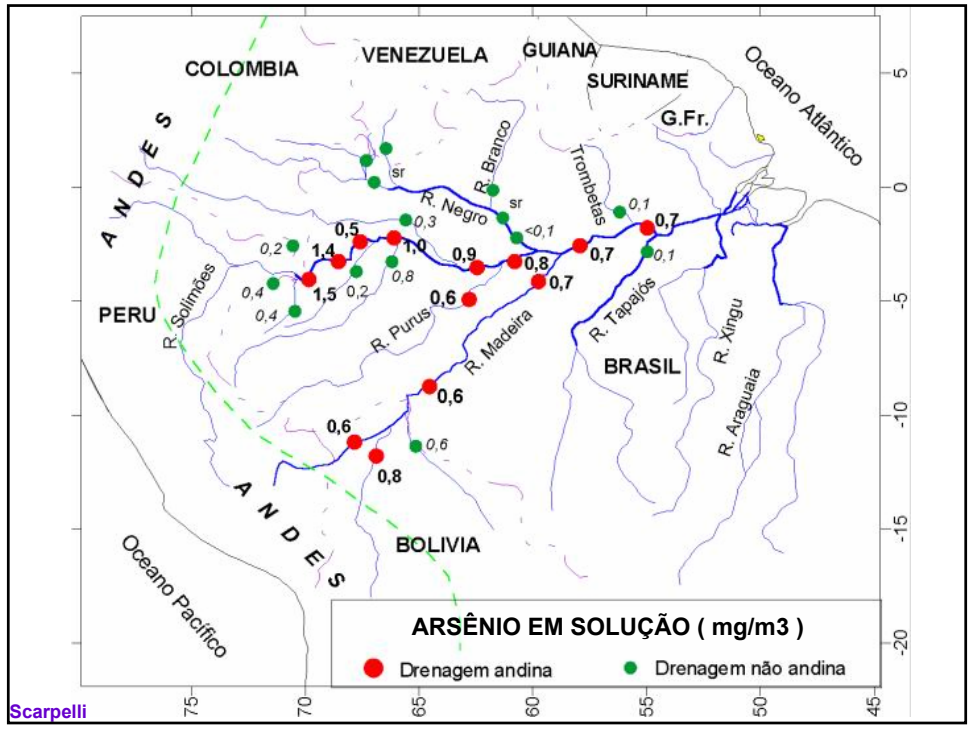 COLOMBIA
VENEZUELA
GUIANA
SURINAME
G.Fr.
Oceano Atlântico
ANDES
sr
R. Branco
Trombetas
R. Negro
sr
<0,1
0,1
0,7
0,3
0,5
1,0
0,2
1,4
0,9
0,8
0,7
0,1
0,4
1,5
0,2
0,8
0,7
0,4
0,6
PERU
R. Solimões
R. Purus
R. Madeira
R. Tapajós
BRASIL
R. Xingu
R. Araguaia
0,6
0,6
0,6
0,8
ANDES
BOLIVIA
Oceano Pacífico
5
0
-5
-10
-15
-20
ARSÊNIO EM SOLUÇÃO ( mg/m3 )
Drenagem andina
Drenagem não andina
Scarpelli
75
70
65
60
55
50
45